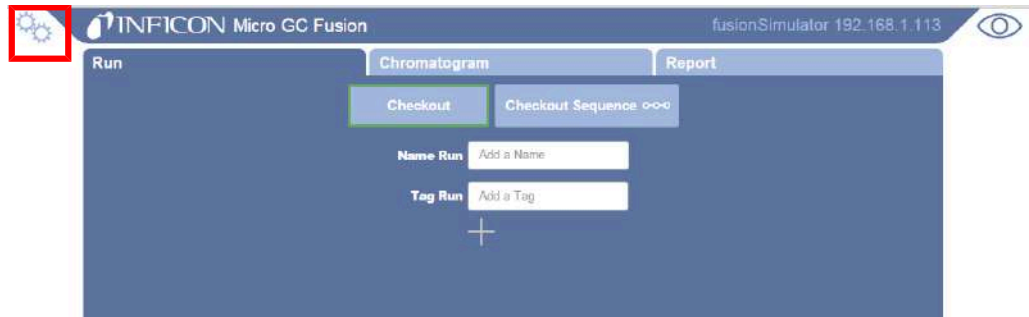 INFICON Micro GC Fusion fusionSimulator 192.168.1.113
Run Chromatogram Report
Checkout Checkout Sequence
Name Run Add a Name
Tag Run Add a Tag